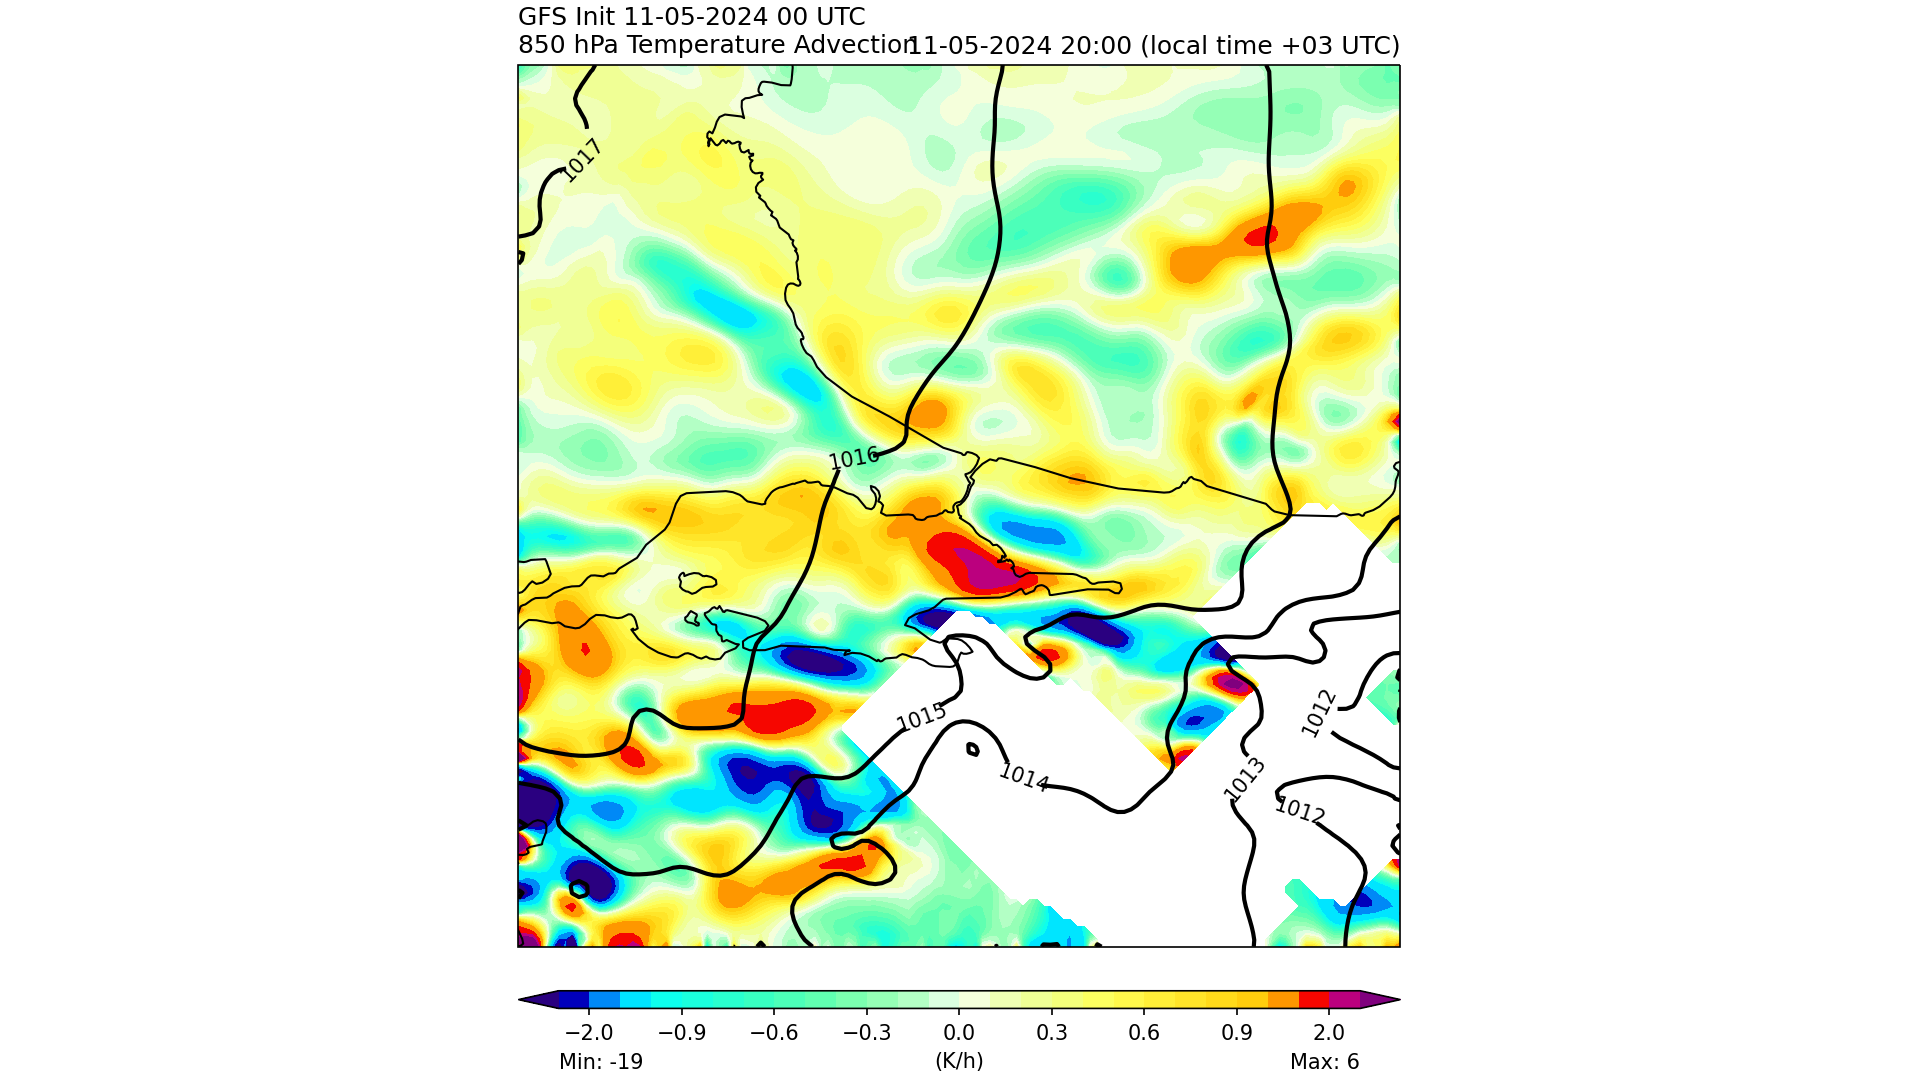 GFS Init 11-05-2024 00 UTC
850 hPa Temperature Advection
11-05-2024 20:00 (local time +03 UTC)
1017
1016
1015
1014
1013
1012
1012
−2.0 −0.9 −0.6 −0.3 0.0 0.3 0.6 0.9 2.0
Min: -19 (K/h) Max: 6